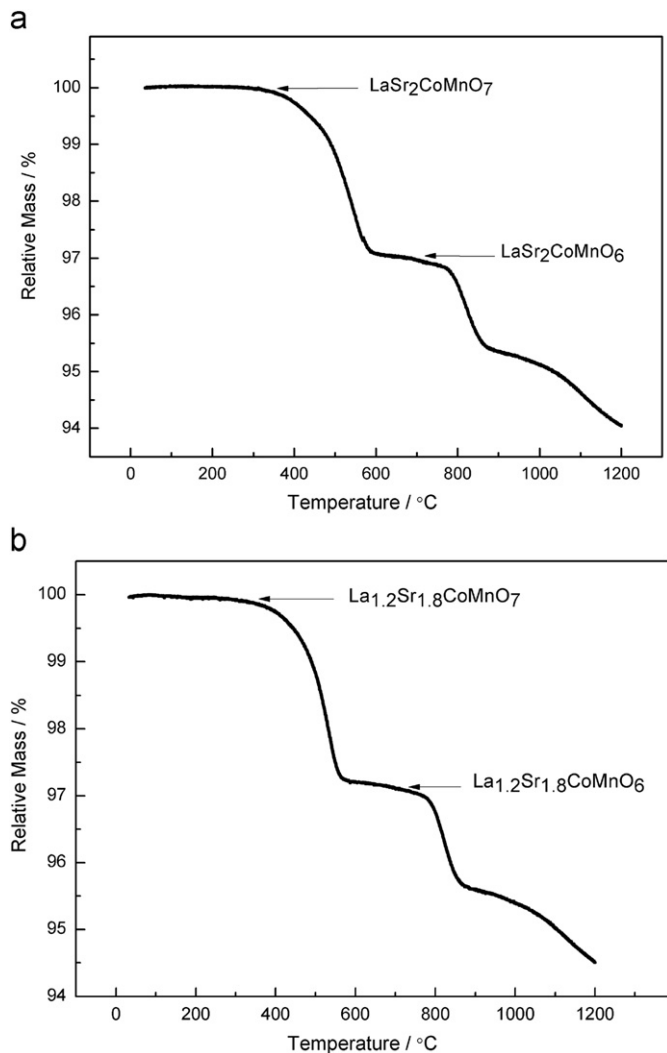 a
100
LaSr2CoMnO7
99
98
97
LaSr2CoMnO6
96
95
94
Relative Mass / %
0 200 400 600 800 1000 1200
Temperature / °C
b
100
La1.2Sr1.8CoMnO7
99
98
97
La1.2Sr1.8CoMnO6
96
95
94
Relative Mass / %
0 200 400 600 800 1000 1200
Temperature / °C